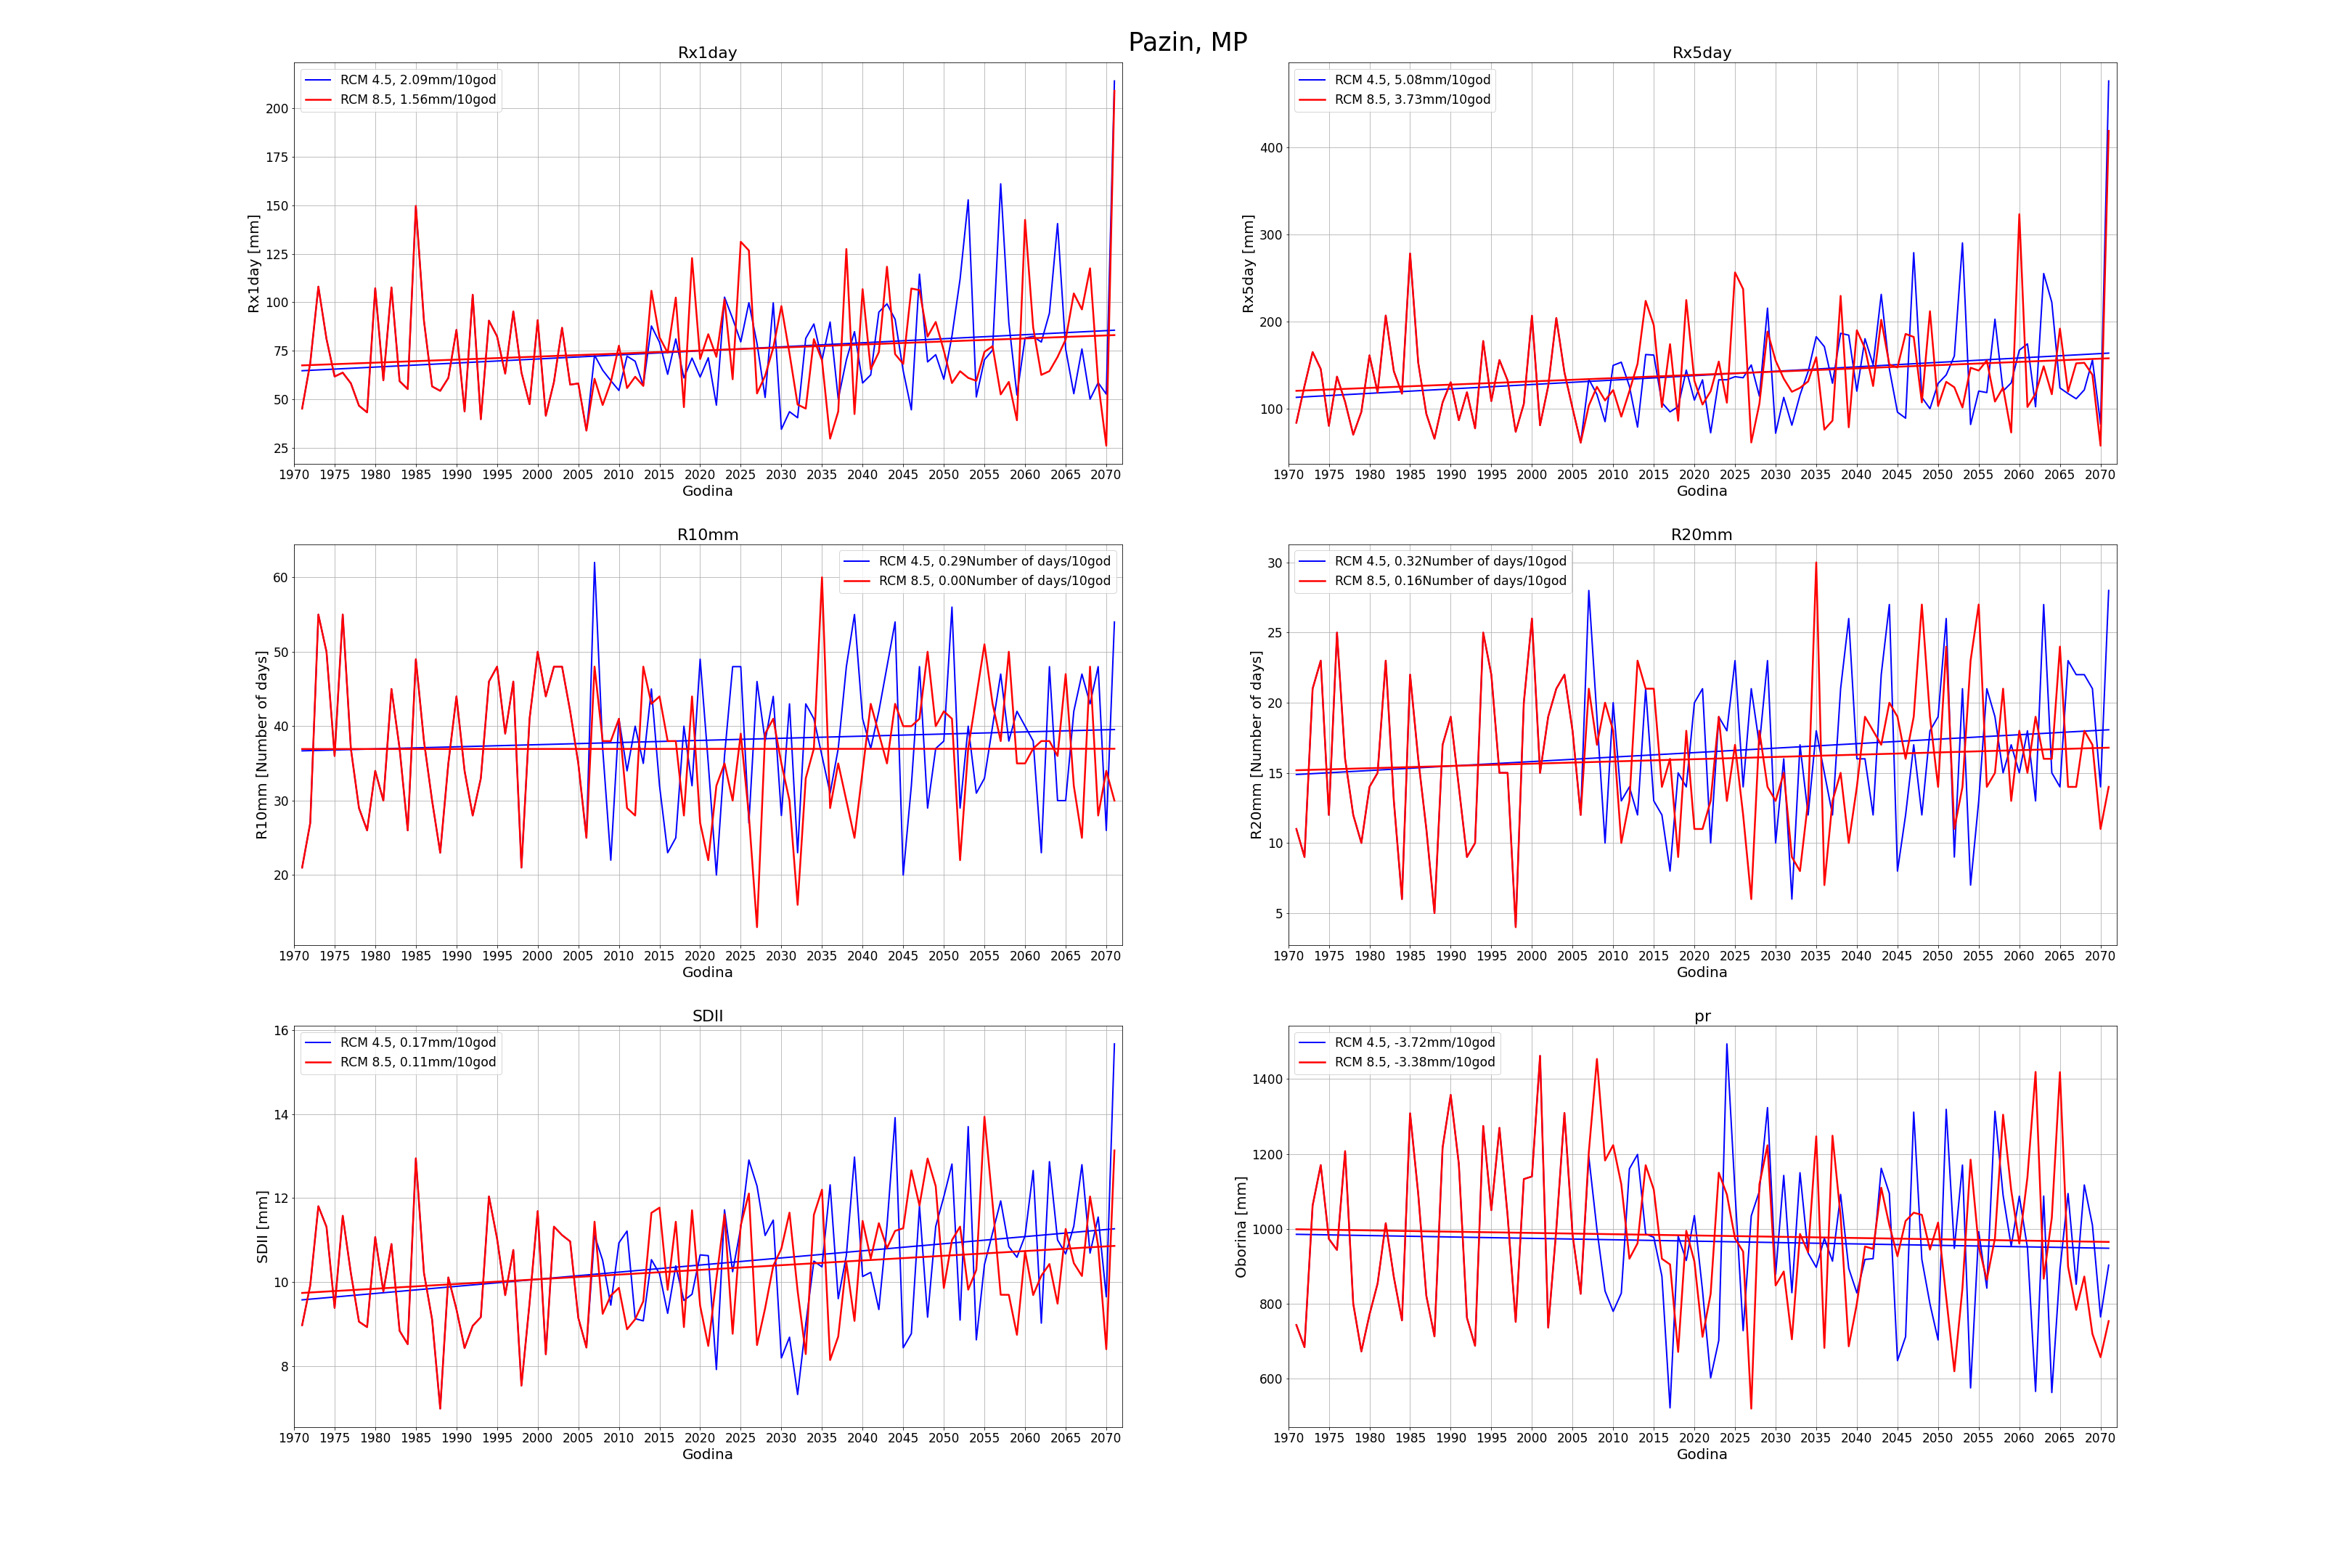 Pazin, MP
Rx1day
RCM 4.5, 2.09mm/10god
RCM 8.5, 1.56mm/10god
Rx1day [mm]
200
175
150
125
100
75
50
25
1970 1975 1980 1985 1990 1995 2000 2005 2010 2015 2020 2025 2030 2035 2040 2045 2050 2055 2060 2065 2070
Godina
Rx5day
RCM 4.5, 5.08mm/10god
RCM 8.5, 3.73mm/10god
Rx5day [mm]
400
300
200
100
1970 1975 1980 1985 1990 1995 2000 2005 2010 2015 2020 2025 2030 2035 2040 2045 2050 2055 2060 2065 2070
Godina
R10mm
RCM 4.5, 0.29Number of days/10god
RCM 8.5, 0.00Number of days/10god
R10mm [Number of days]
60
50
40
30
20
1970 1975 1980 1985 1990 1995 2000 2005 2010 2015 2020 2025 2030 2035 2040 2045 2050 2055 2060 2065 2070
Godina
R20mm
RCM 4.5, 0.32Number of days/10god
RCM 8.5, 0.16Number of days/10god
R20mm [Number of days]
30
25
20
15
10
5
1970 1975 1980 1985 1990 1995 2000 2005 2010 2015 2020 2025 2030 2035 2040 2045 2050 2055 2060 2065 2070
Godina
SDII
RCM 4.5, 0.17mm/10god
RCM 8.5, 0.11mm/10god
SDII [mm]
16
14
12
10
8
1970 1975 1980 1985 1990 1995 2000 2005 2010 2015 2020 2025 2030 2035 2040 2045 2050 2055 2060 2065 2070
Godina
pr
RCM 4.5, -3.72mm/10god
RCM 8.5, -3.38mm/10god
Oborina [mm]
1400
1200
1000
800
600
1970 1975 1980 1985 1990 1995 2000 2005 2010 2015 2020 2025 2030 2035 2040 2045 2050 2055 2060 2065 2070
Godina